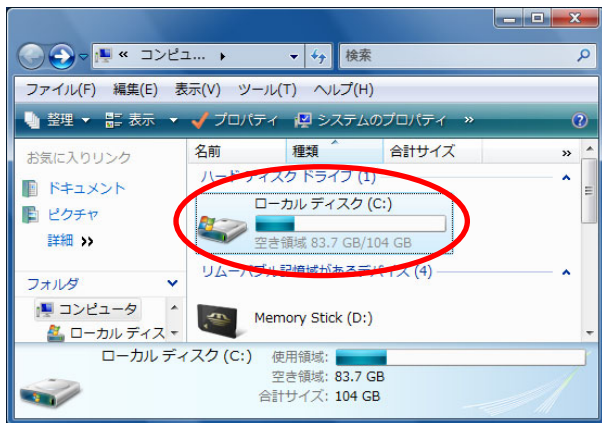 « コンピュ...
検索
ファイル(F) 編集(E) 表示(V) ツール(T) ヘルプ(H)
整理 表示 プロパティ システムのプロパティ »
お気に入りリンク
ドキュメント
ピクチャ
詳細 »
フォルダ
コンピュータ
ローカル ディス
名前 種類 合計サイズ »
ハード ディスク ドライブ (1)
ローカル ディスク (C:)
空き領域 83.7 GB/104 GB
リムーバブル記憶域があるデバイス (4)
Memory Stick (D:)
ローカル ディスク (C:) 使用領域:
空き領域: 83.7 GB
合計サイズ: 104 GB